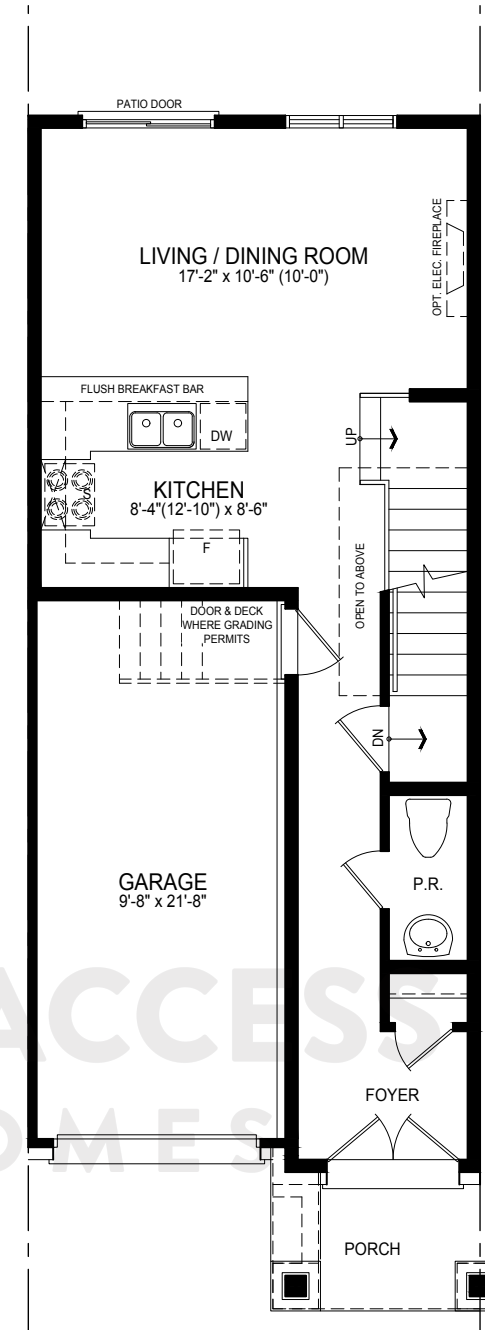 PATIO DOOR
LIVING / DINING ROOM
17'-2" x 10'-6" (10'-0")
OPT. ELEC. FIREPLACE
FLUSH BREAKFAST BAR
DW
UP
S
KITCHEN
8'-4"(12'-10") x 8'-6"
F
OPEN TO ABOVE
DOOR & DECK
WHERE GRADING
PERMITS
DN
GARAGE
9'-8" x 21'-8"
P.R.
ACCESS
OMES
FOYER
PORCH